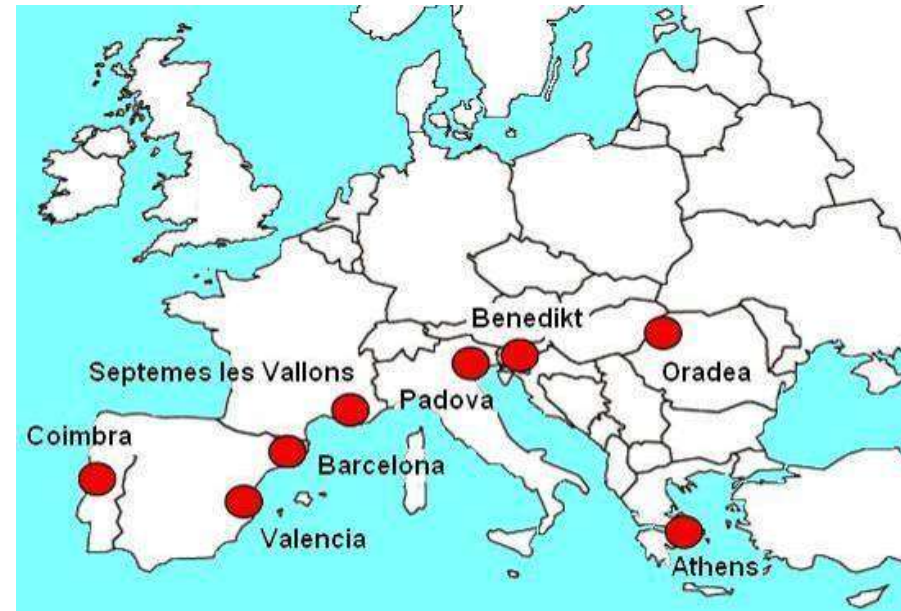 Benedikt
Septemes les Vallons
Oradea
Padova
Coimbra
Barcelona
Valencia
Athens